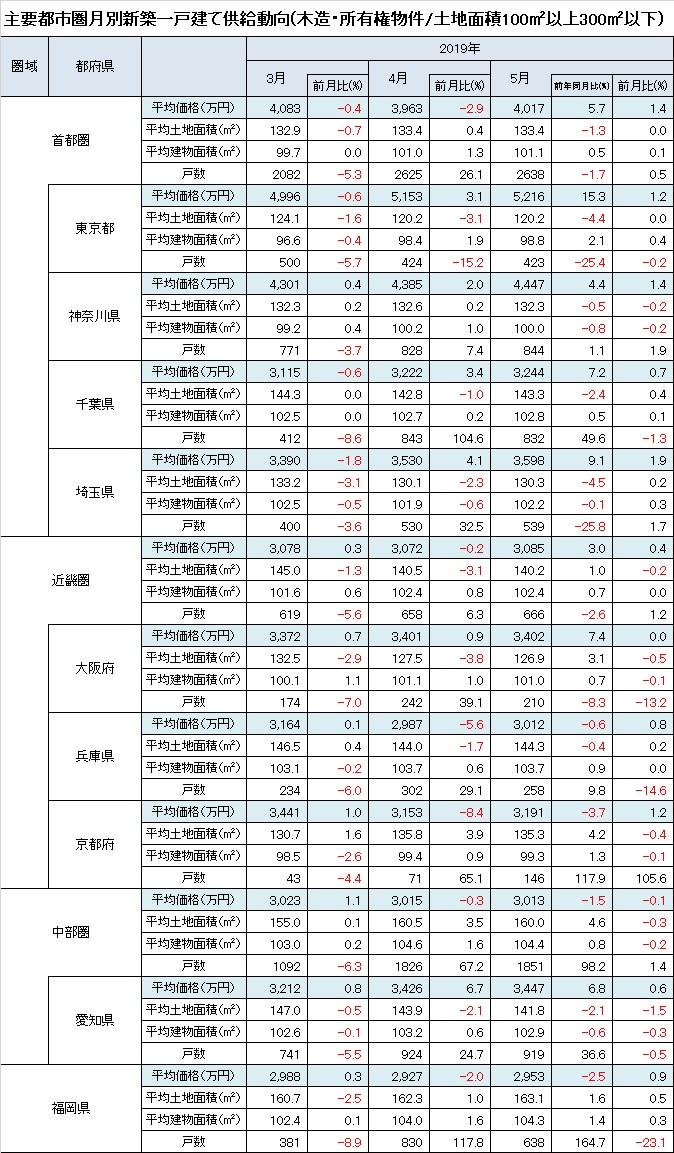 主要都市圏月別新築一戸建て供給動向(木造・所有権物件/土地面積100㎡以上300㎡以下)
圏域 都府県 2019年
3月 前月比(%) 4月 前月比(%) 5月 前年同月比(%) 前月比(%)
首都圏
平均価格(万円) 4,083 -0.4 3,963 -2.9 4,017 5.7 1.4
平均土地面積(㎡) 132.9 -0.7 133.4 0.4 133.4 -1.3 0.0
平均建物面積(㎡) 99.7 0.0 101.0 1.3 101.1 0.5 0.1
戸数 2082 -5.3 2625 26.1 2638 -1.7 0.5
東京都
平均価格(万円) 4,996 -0.6 5,153 3.1 5,216 15.3 1.2
平均土地面積(㎡) 124.1 -1.6 120.2 -3.1 120.2 -4.4 0.0
平均建物面積(㎡) 96.6 -0.4 98.4 1.9 98.8 2.1 0.4
戸数 500 -5.7 424 -15.2 423 -25.4 -0.2
神奈川県
平均価格(万円) 4,301 0.4 4,385 2.0 4,447 4.4 1.4
平均土地面積(㎡) 132.3 0.2 132.6 0.2 132.3 -0.5 -0.2
平均建物面積(㎡) 99.2 0.4 100.2 1.0 100.0 -0.8 -0.2
戸数 771 -3.7 828 7.4 844 1.1 1.9
千葉県
平均価格(万円) 3,115 -0.6 3,222 3.4 3,244 7.2 0.7
平均土地面積(㎡) 144.3 0.0 142.8 -1.0 143.3 -2.4 0.4
平均建物面積(㎡) 102.5 0.0 102.7 0.2 102.8 0.5 0.1
戸数 412 -8.6 843 104.6 832 49.6 -1.3
埼玉県
平均価格(万円) 3,390 -1.8 3,530 4.1 3,598 9.1 1.9
平均土地面積(㎡) 133.2 -3.1 130.1 -2.3 130.3 -4.5 0.2
平均建物面積(㎡) 102.5 -0.5 101.9 -0.6 102.2 -0.1 0.3
戸数 400 -3.6 530 32.5 539 -25.8 1.7
近畿圏
平均価格(万円) 3,078 0.3 3,072 -0.2 3,085 3.0 0.4
平均土地面積(㎡) 145.0 -1.3 140.5 -3.1 140.2 1.0 -0.2
平均建物面積(㎡) 101.6 0.6 102.4 0.8 102.4 0.7 0.0
戸数 619 -5.6 658 6.3 666 -2.6 1.2
大阪府
平均価格(万円) 3,372 0.7 3,401 0.9 3,402 7.4 0.0
平均土地面積(㎡) 132.5 -2.9 127.5 -3.8 126.9 3.1 -0.5
平均建物面積(㎡) 100.1 1.1 101.1 1.0 101.0 0.7 -0.1
戸数 174 -7.0 242 39.1 210 -8.3 -13.2
兵庫県
平均価格(万円) 3,164 0.1 2,987 -5.6 3,012 -0.6 0.8
平均土地面積(㎡) 146.5 0.4 144.0 -1.7 144.3 -0.4 0.2
平均建物面積(㎡) 103.1 -0.2 103.7 0.6 103.7 0.9 0.0
戸数 234 -6.0 302 29.1 258 9.8 -14.6
京都府
平均価格(万円) 3,441 1.0 3,153 -8.4 3,191 -3.7 1.2
平均土地面積(㎡) 130.7 1.6 135.8 3.9 135.3 4.2 -0.4
平均建物面積(㎡) 98.5 -2.6 99.4 0.9 99.3 1.3 -0.1
戸数 43 -4.4 71 65.1 146 117.9 105.6
中部圏
平均価格(万円) 3,023 1.1 3,015 -0.3 3,013 -1.5 -0.1
平均土地面積(㎡) 155.0 0.1 160.5 3.5 160.0 4.6 -0.3
平均建物面積(㎡) 103.0 0.2 104.6 1.6 104.4 0.8 -0.2
戸数 1092 -6.3 1826 67.2 1851 98.2 1.4
愛知県
平均価格(万円) 3,212 0.8 3,426 6.7 3,447 6.8 0.6
平均土地面積(㎡) 147.0 -0.5 143.9 -2.1 141.8 -2.1 -1.5
平均建物面積(㎡) 102.6 -0.1 103.2 0.6 102.9 -0.6 -0.3
戸数 741 -5.5 924 24.7 919 36.6 -0.5
福岡県
平均価格(万円) 2,988 0.3 2,927 -2.0 2,953 -2.5 0.9
平均土地面積(㎡) 160.7 -2.5 162.3 1.0 163.1 1.6 0.5
平均建物面積(㎡) 102.4 0.1 104.0 1.6 104.3 1.4 0.3
戸数 381 -8.9 830 117.8 638 164.7 -23.1